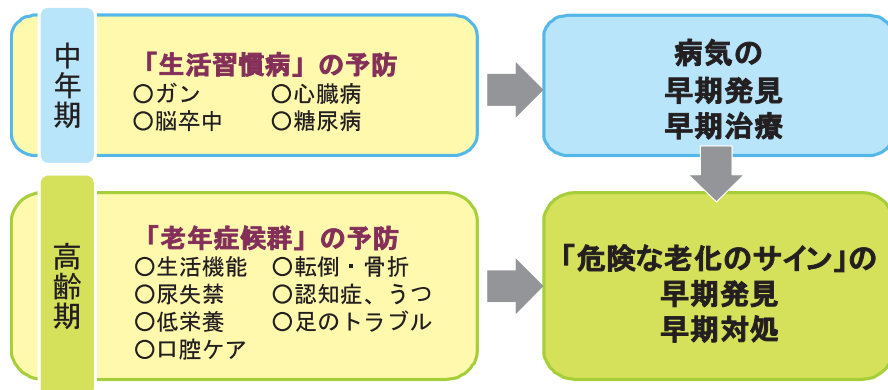 中年期
「生活習慣病」の予防
○ガン ○心臓病
○脳卒中 ○糖尿病
病気の
早期発見
早期治療
高齢期
「老年症候群」の予防
○生活機能 ○転倒・骨折
○尿失禁 ○認知症、うつ
○低栄養 ○足のトラブル
○口腔ケア
「危険な老化のサイン」の
早期発見
早期対処